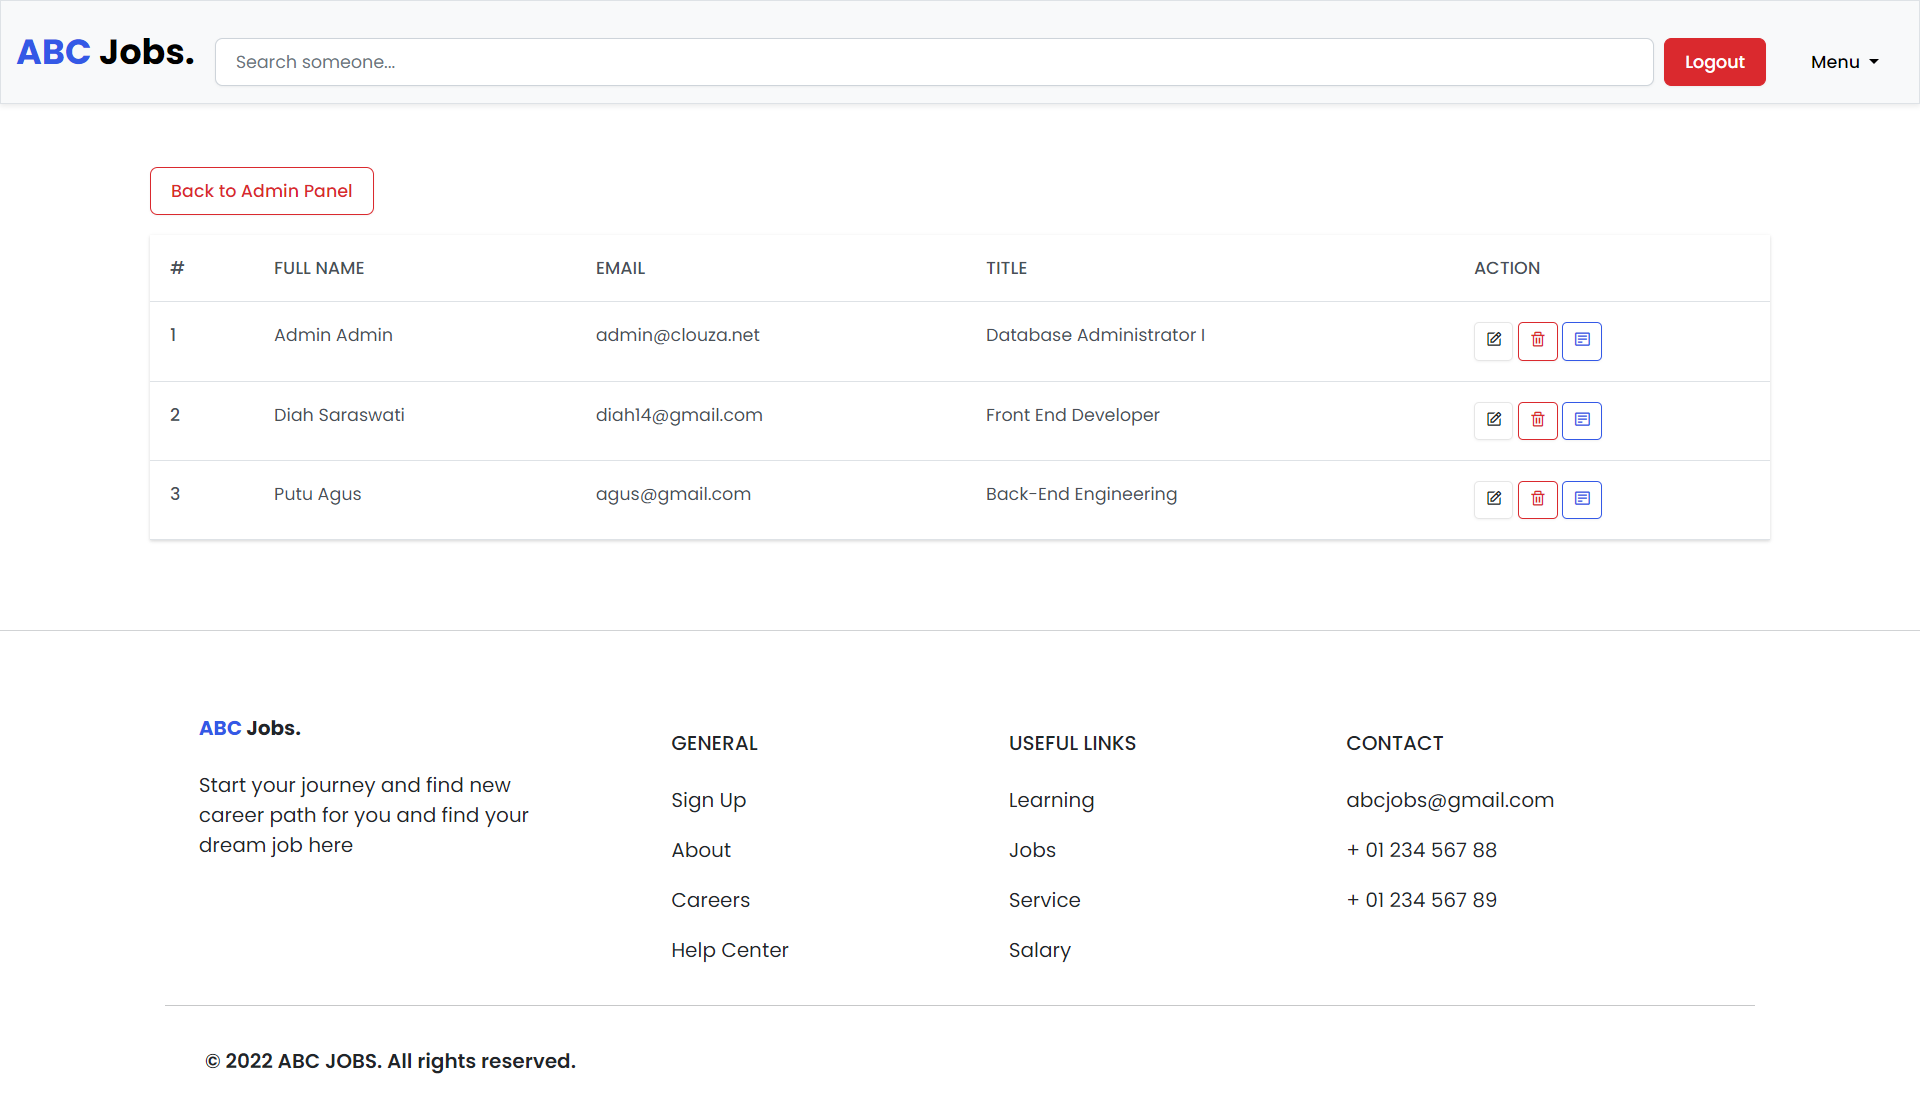 ABC Jobs.
Search someone...
Logout
Menu
Back to Admin Panel
# FULL NAME EMAIL TITLE ACTION
1 Admin Admin admin@clouza.net Database Administrator I
2 Diah Saraswati diah14@gmail.com Front End Developer
3 Putu Agus agus@gmail.com Back-End Engineering
ABC Jobs.
Start your journey and find new
career path for you and find your
dream job here
GENERAL
Sign Up
About
Careers
Help Center
USEFUL LINKS
Learning
Jobs
Service
Salary
CONTACT
abcjobs@gmail.com
+ 01 234 567 88
+ 01 234 567 89
© 2022 ABC JOBS. All rights reserved.